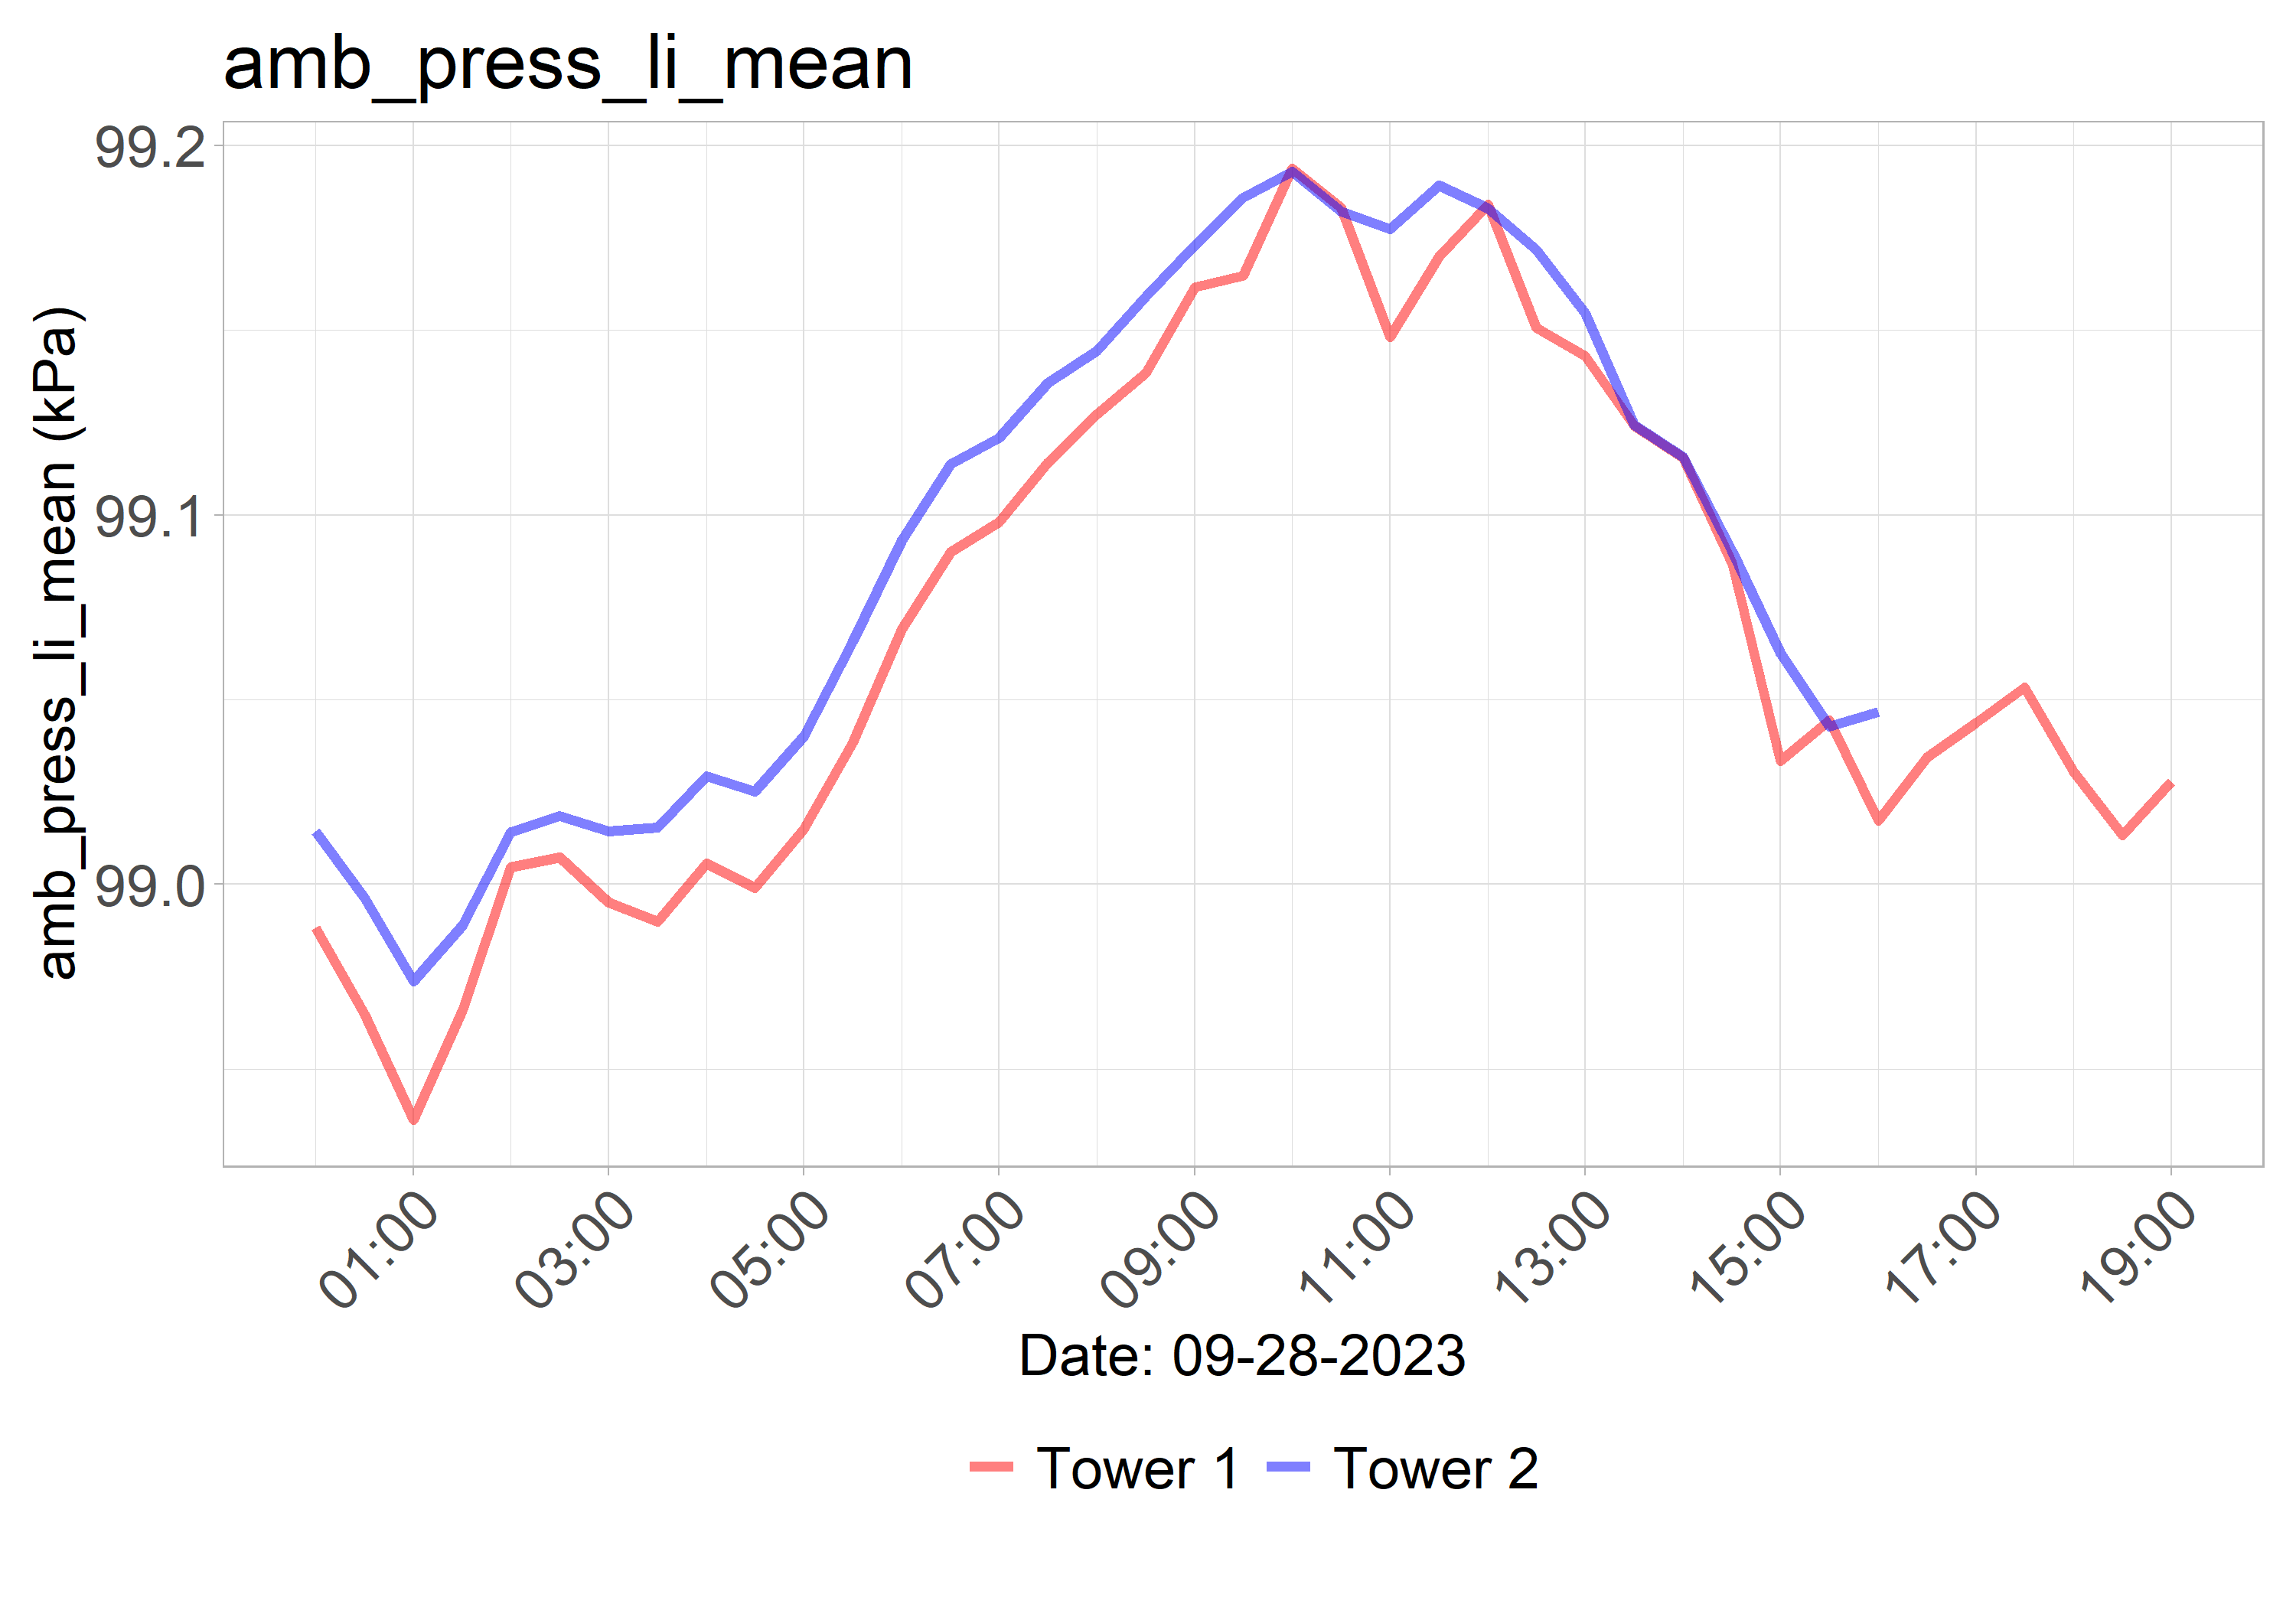 amb_press_li_mean
amb_press_li_mean (kPa)
99.2
99.1
99.0
01:00 03:00 05:00 07:00 09:00 11:00 13:00 15:00 17:00 19:00
Date: 09-28-2023
Tower 1 Tower 2